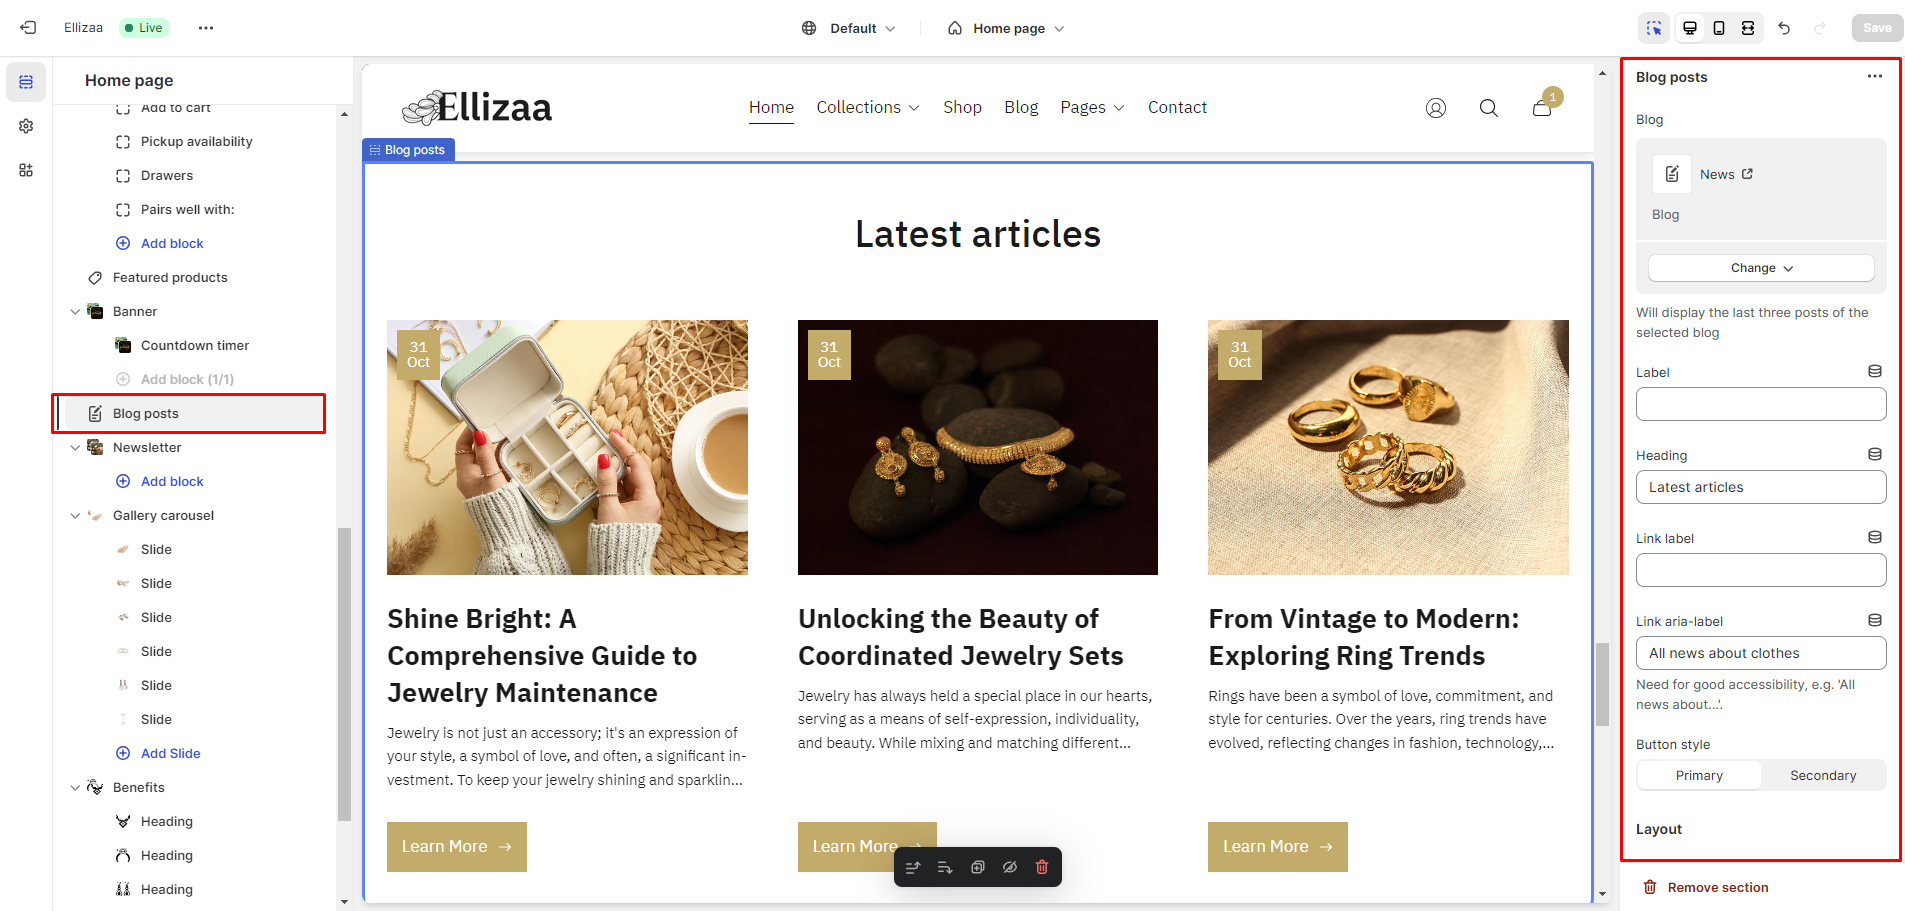 Ellizaa
Live
Default
Home page
Save
Home page
Add to cart
Pickup availability
Drawers
Pairs well with:
Add block
Featured products
Banner
Countdown timer
Add block (1/1)
Blog posts
Newsletter
Add block
Gallery carousel
Slide
Slide
Slide
Slide
Slide
Slide
Add Slide
Benefits
Heading
Heading
Heading
Ellizaa
Home
Collections
Shop
Blog
Pages
Contact
1
Blog posts
Latest articles
31
Oct
Shine Bright: A
Comprehensive Guide to
Jewelry Maintenance
Jewelry is not just an accessory; it's an expression of
your style, a symbol of love, and often, a significant in-
vestment. To keep your jewelry shining and sparklin...
Learn More
31
Oct
Unlocking the Beauty of
Coordinated Jewelry Sets
Jewelry has always held a special place in our hearts,
serving as a means of self-expression, individuality,
and beauty. While mixing and matching different...
Learn More
31
Oct
From Vintage to Modern:
Exploring Ring Trends
Rings have been a symbol of love, commitment, and
style for centuries. Over the years, ring trends have
evolved, reflecting changes in fashion, technology,...
Learn More
Blog posts
Blog
News
Blog
Change
Will display the last three posts of the
selected blog
Label
Heading
Latest articles
Link label
Link aria-label
All news about clothes
Need for good accessibility, e.g. 'All
news about...'.
Button style
Primary
Secondary
Layout
Remove section